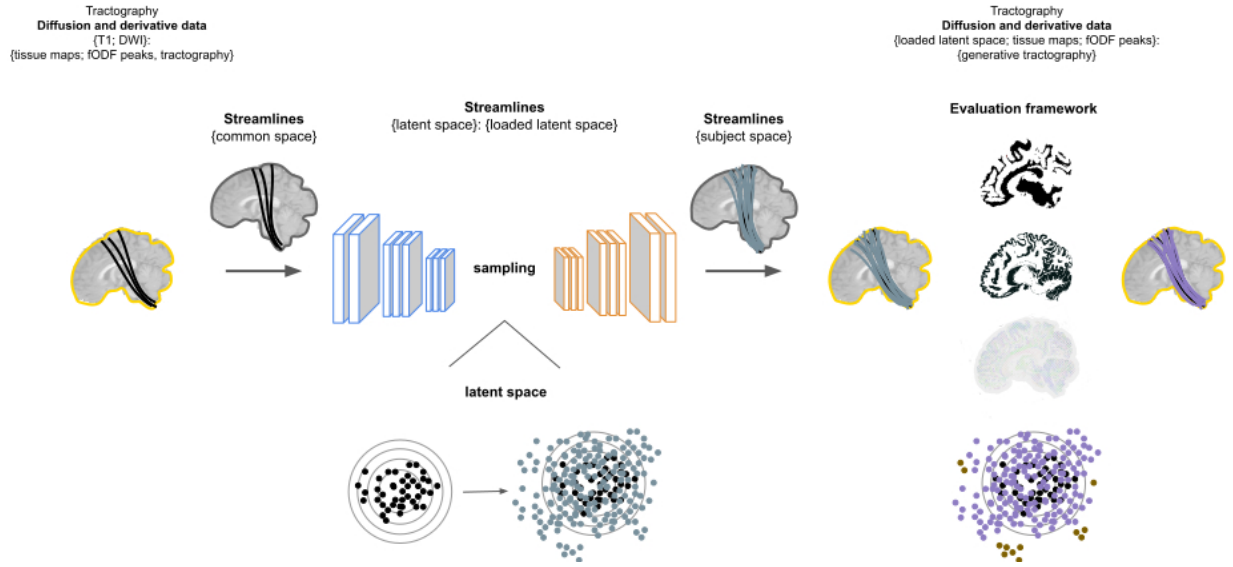 Tractography
Diffusion and derivative data
{T1; DWI}:
{tissue maps; fODF peaks, tractography}
Streamlines
{common space}
Streamlines
{latent space}: {loaded latent space}
Streamlines
{subject space}
Tractography
Diffusion and derivative data
{loaded latent space; tissue maps; fODF peaks}:
{generative tractography}
Evaluation framework
sampling
latent space